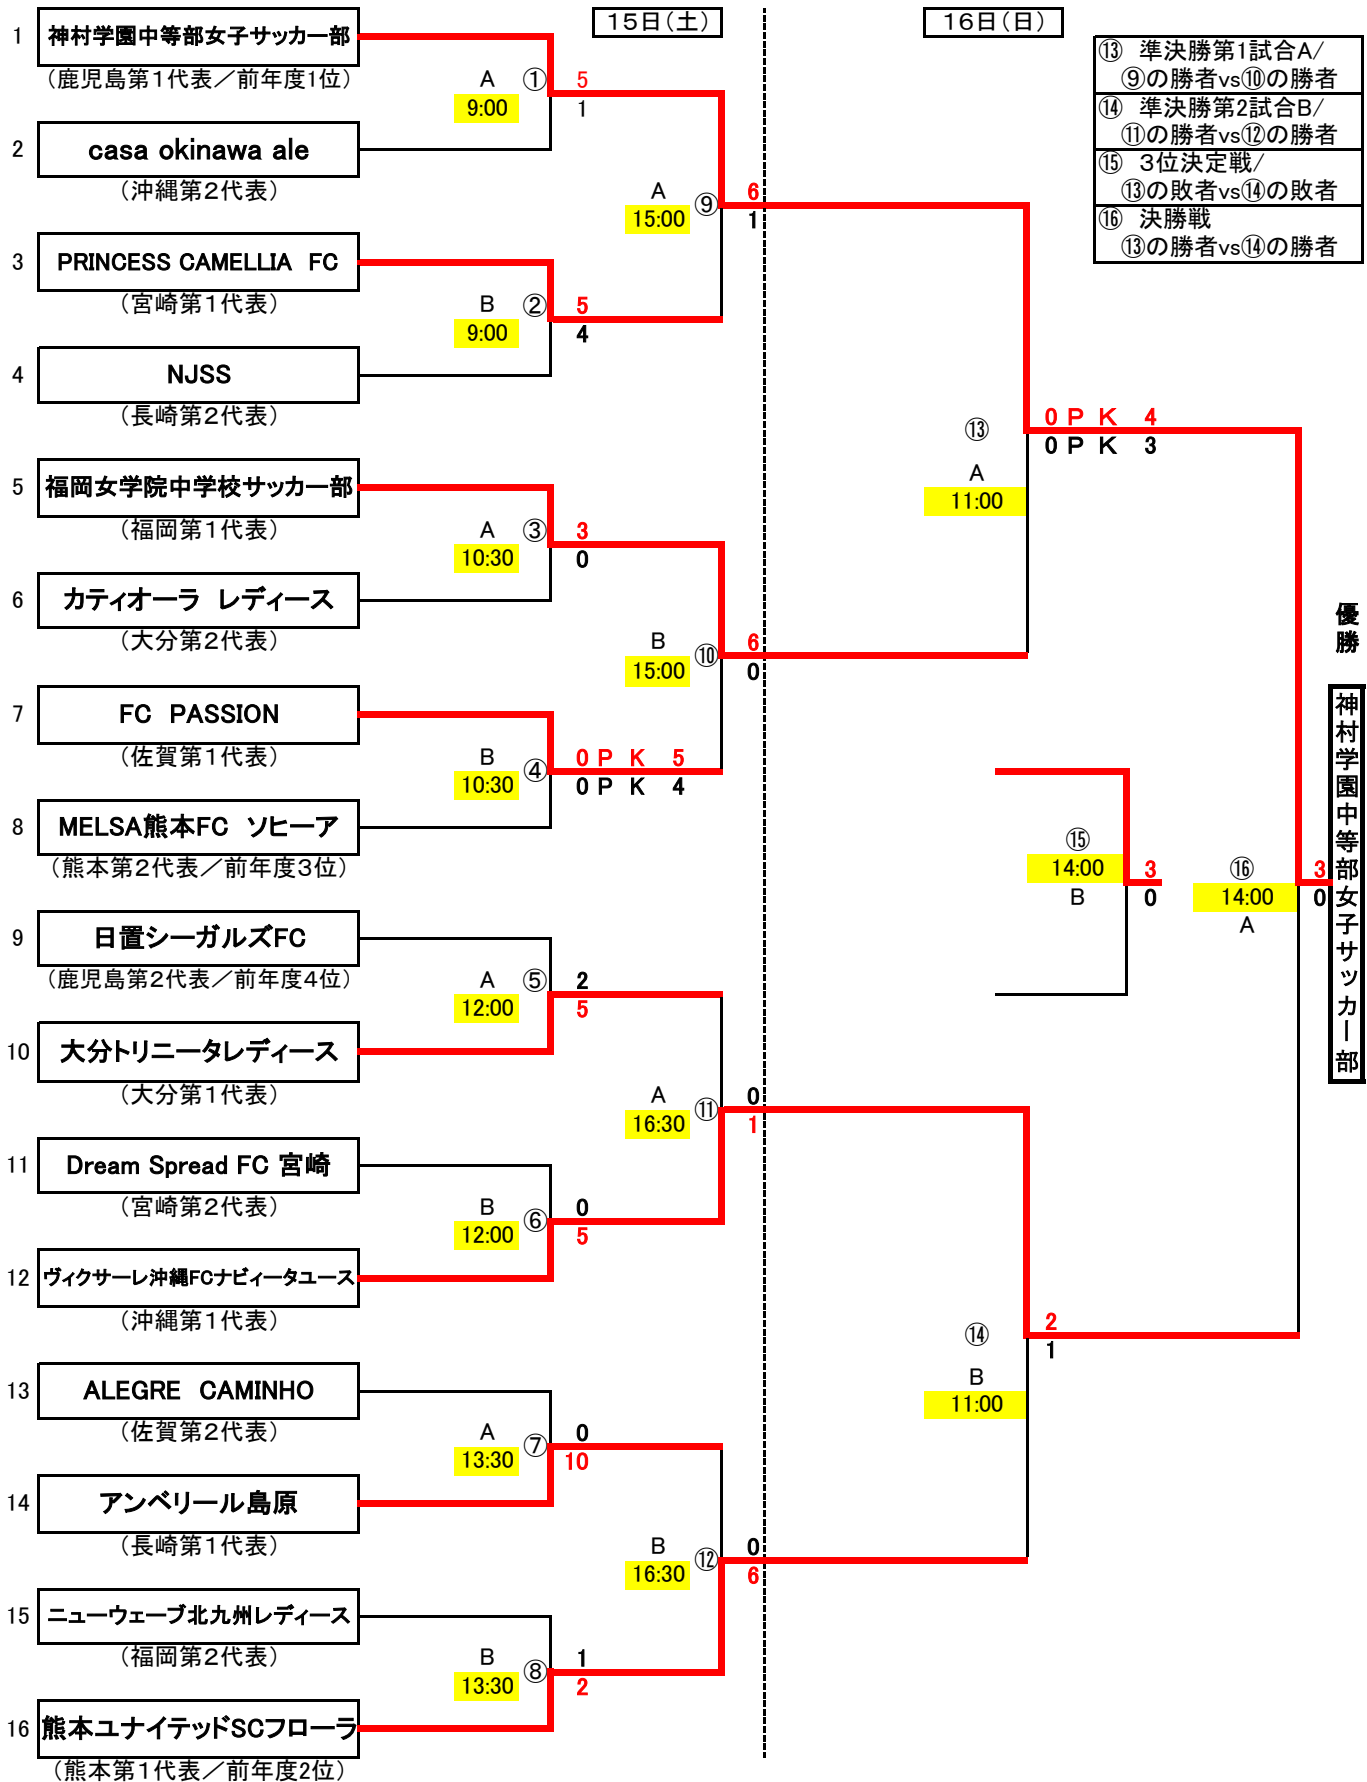 15日(土)
16日(日)
⑬ 準決勝第1試合A/
⑨の勝者vs⑩の勝者
⑭ 準決勝第2試合B/
⑪の勝者vs⑫の勝者
⑮ 3位決定戦/
⑬の敗者vs⑭の敗者
⑯ 決勝戦
⑬の勝者vs⑭の勝者
1 神村学園中等部女子サッカー部
(鹿児島第1代表/前年度1位)
A ① 5
9:00 1
2 casa okinawa ale
(沖縄第2代表)
A ⑨ 6
15:00 1
3 PRINCESS CAMELLIA FC
(宮崎第1代表)
B ② 5
9:00 4
4 NJSS
(長崎第2代表)
⑬ 0 PK 4
0 PK 3
A
11:00
5 福岡女学院中学校サッカー部
(福岡第1代表)
A ③ 3
10:30 0
6 カティオーラ レディース
(大分第2代表)
B ⑩ 6
15:00 0
7 FC PASSION
(佐賀第1代表)
B ④ 0 PK 5
10:30 0 PK 4
8 MELSA熊本FC ソヒーア
(熊本第2代表/前年度3位)
⑮
14:00 3
B 0
⑯ 3
14:00 0
A
優勝
神村学園中等部女子サッカー部
9 日置シーガルズFC
(鹿児島第2代表/前年度4位)
A ⑤ 2
12:00 5
10 大分トリニータレディース
(大分第1代表)
A ⑪ 0
16:30 1
11 Dream Spread FC 宮崎
(宮崎第2代表)
B ⑥ 0
12:00 5
12 ヴィクサーレ沖縄FCナビィータユース
(沖縄第1代表)
⑭ 2
1
B
11:00
13 ALEGRE CAMINHO
(佐賀第2代表)
A ⑦ 0
13:30 10
14 アンベリール島原
(長崎第1代表)
B ⑫ 0
16:30 6
15 ニューウェーブ北九州レディース
(福岡第2代表)
B ⑧ 1
13:30 2
16 熊本ユナイテッドSCフローラ
(熊本第1代表/前年度2位)